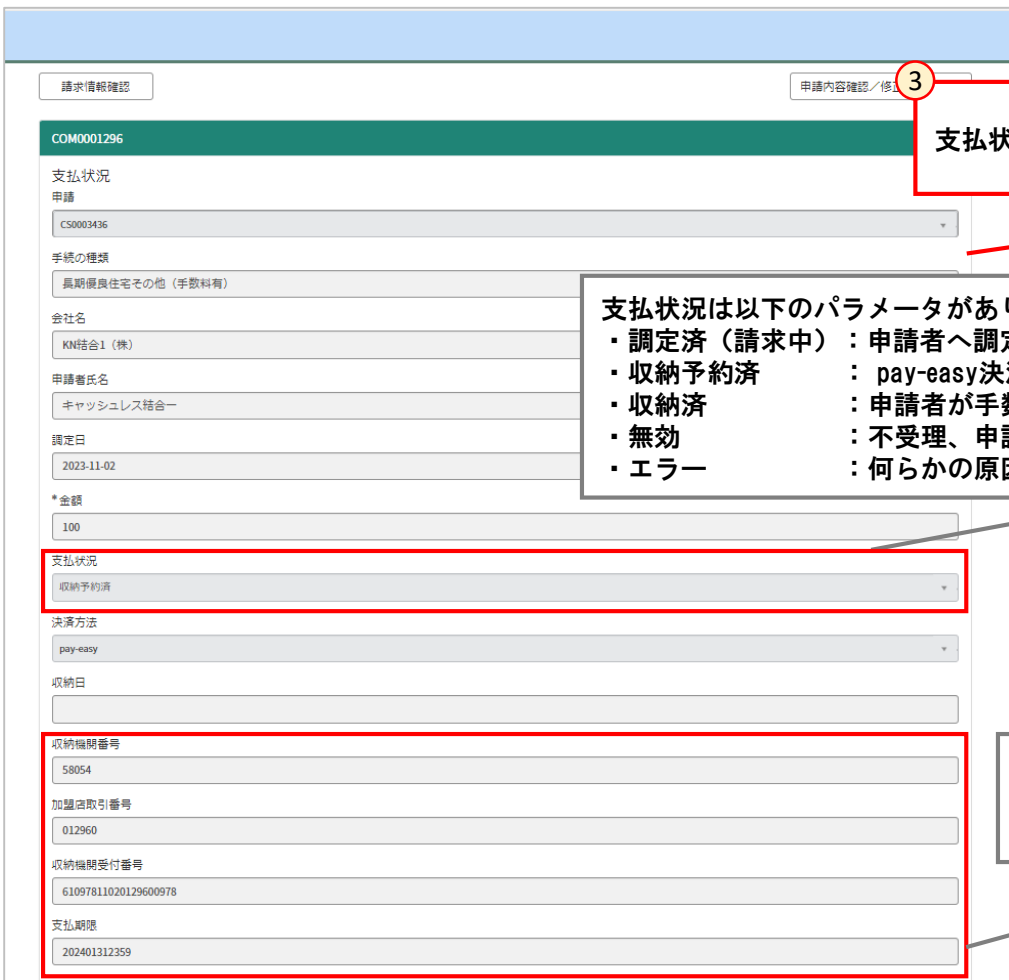 請求情報確認
申請内容確認／修正
3
COM0001296
支払状
支払状況
申請
CS0003436
手続の種類
長期優良住宅その他（手数料有）
会社名
KN結合1（株）
申請者氏名
キャッシュレス結合一
調定日
2023-11-02
支払状況は以下のパラメータがあり
・調定済（請求中）：申請者へ調定
・収納予約済　　　： pay-easy決済
・収納済　　　　　：申請者が手数
・無効　　　　　　：不受理、申請
・エラー　　　　　：何らかの原因
*金額
100
支払状況
収納予約済
決済方法
pay-easy
収納日
収納機関番号
58054
加盟店取引番号
012960
収納機関受付番号
61097811020129600978
支払期限
202401312359